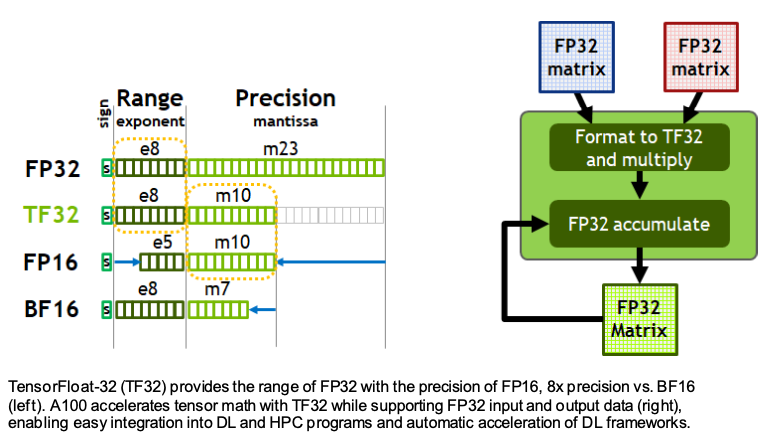 sign
Range
exponent
Precision
mantissa
e8
m23
FP32
s
e8
m10
TF32
s
e5
m10
FP16
s
e8
m7
BF16
s
FP32
matrix
FP32
matrix
Format to TF32
and multiply
FP32 accumulate
FP32
Matrix
TensorFloat-32 (TF32) provides the range of FP32 with the precision of FP16, 8x precision vs. BF16
(left). A100 accelerates tensor math with TF32 while supporting FP32 input and output data (right),
enabling easy integration into DL and HPC programs and automatic acceleration of DL frameworks.